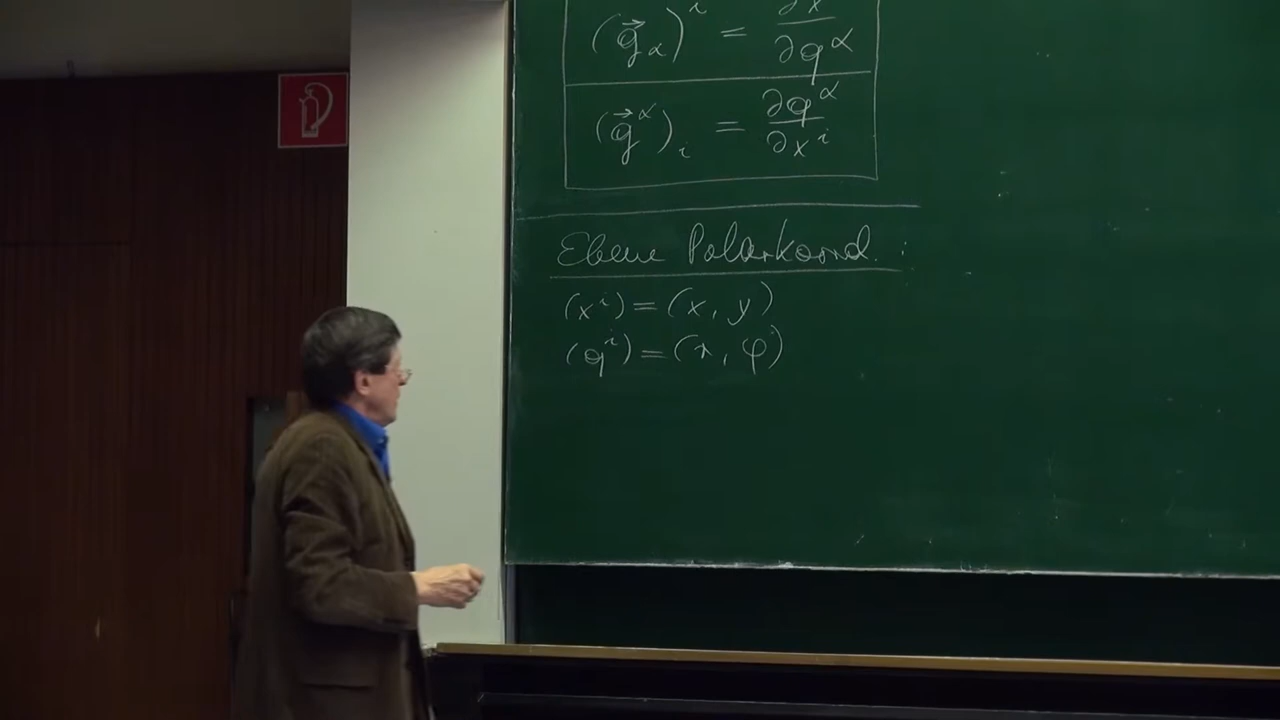 (g⃗_α)^i = ∂x / ∂q^α
(g⃗^α)_i = ∂q^α / ∂x^i
Ebene Polarkoord. :
(x^i) = (x, y)
(q^i) = (r, φ)